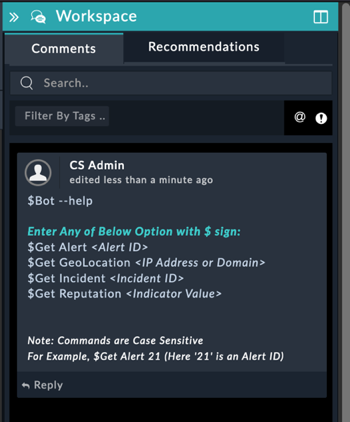 Workspace
Comments
Recommendations
Search..
Filter By Tags ..
@
CS Admin
edited less than a minute ago
$Bot --help
Enter Any of Below Option with $ sign:
$Get Alert <Alert ID>
$Get GeoLocation <IP Address or Domain>
$Get Incident <Incident ID>
$Get Reputation <Indicator Value>
Note: Commands are Case Sensitive
For Example, $Get Alert 21 (Here '21' is an Alert ID)
Reply